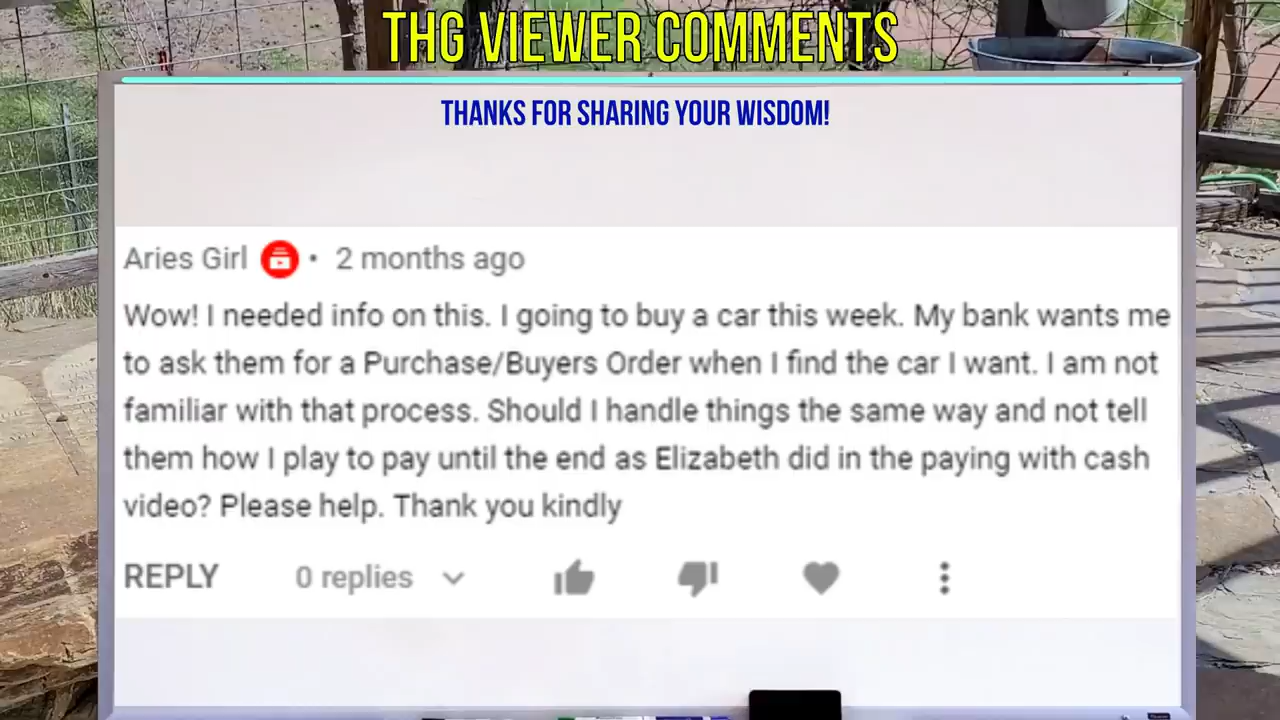 THG VIEWER COMMENTS
THANKS FOR SHARING YOUR WISDOM!
Aries Girl • 2 months ago
Wow! I needed info on this. I going to buy a car this week. My bank wants me
to ask them for a Purchase/Buyers Order when I find the car I want. I am not
familiar with that process. Should I handle things the same way and not tell
them how I play to pay until the end as Elizabeth did in the paying with cash
video? Please help. Thank you kindly
REPLY 0 replies